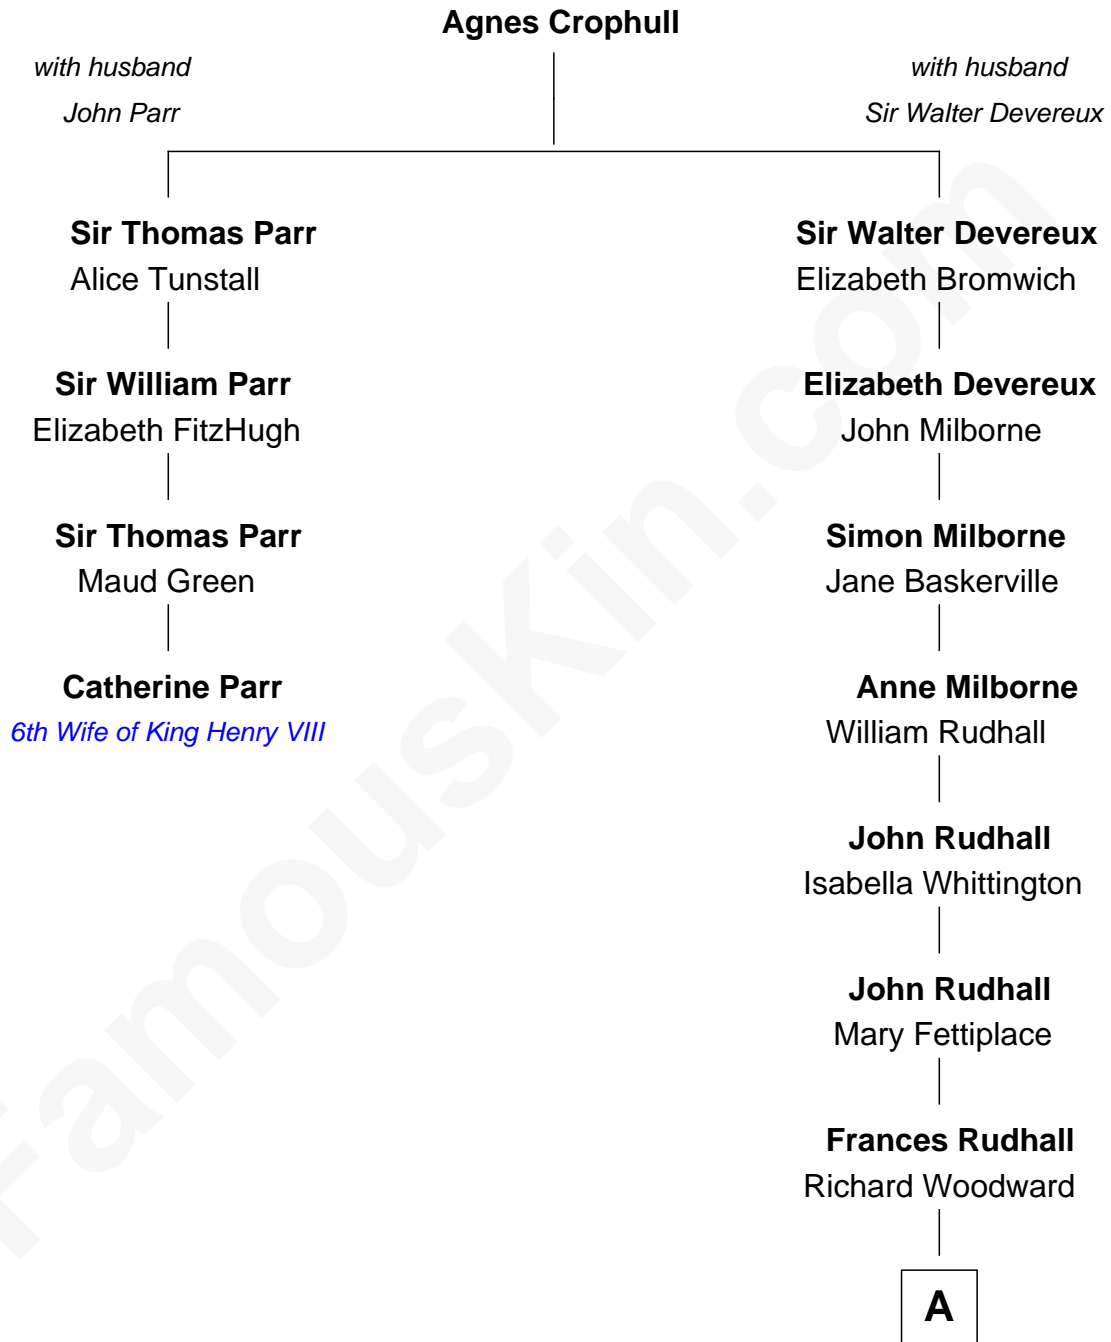 Agnes Crophull
with husband
John Parr
with husband
Sir Walter Devereux
Sir Thomas Parr
Alice Tunstall
Sir William Parr
Elizabeth FitzHugh
Sir Thomas Parr
Maud Green
Catherine Parr
6th Wife of King Henry VIII
Sir Walter Devereux
Elizabeth Bromwich
Elizabeth Devereux
John Milborne
Simon Milborne
Jane Baskerville
Anne Milborne
William Rudhall
John Rudhall
Isabella Whittington
John Rudhall
Mary Fettiplace
Frances Rudhall
Richard Woodward
A
FamousKin.com